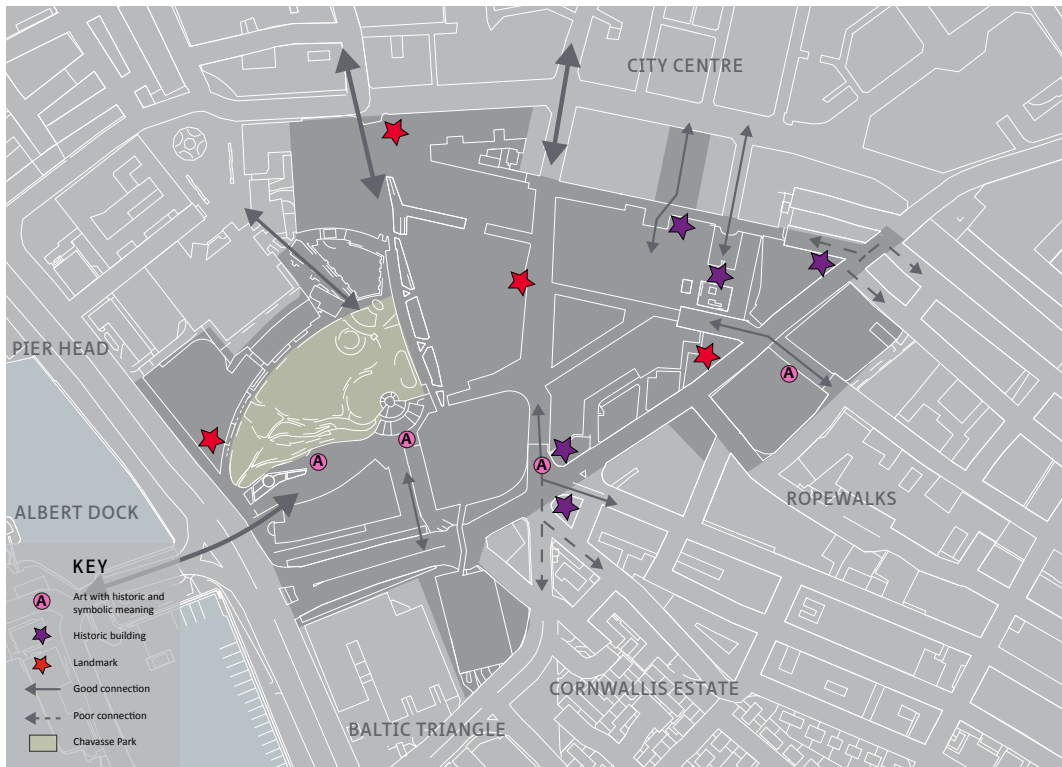 CITY CENTRE
PIER HEAD
A
A
A
A
ROPEWALKS
ALBERT DOCK
KEY
A
Art with historic and
symbolic meaning
Historic building
Landmark
Good connection
Poor connection
Chavasse Park
CORNWALLIS ESTATE
BALTIC TRIANGLE